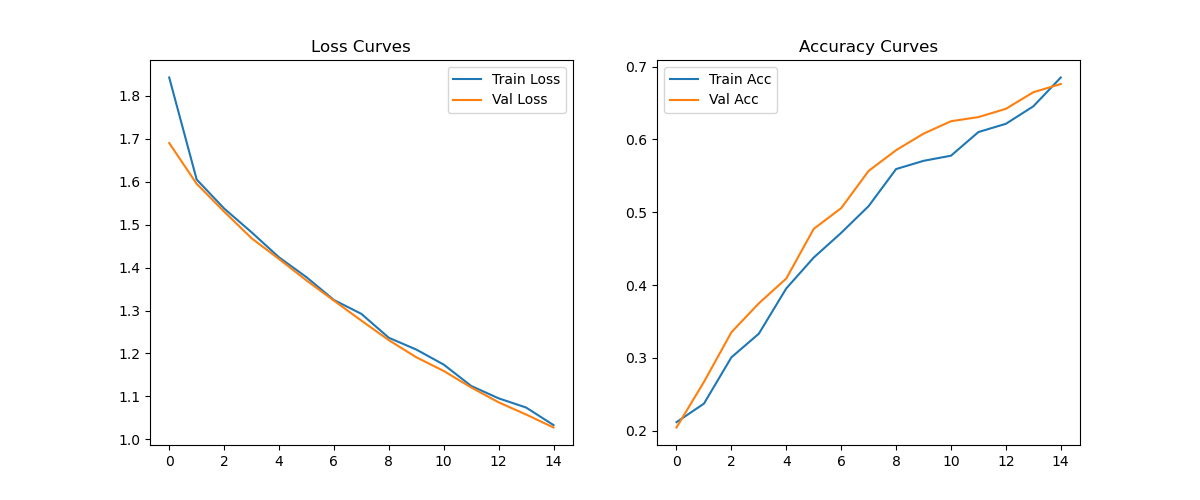 Loss Curves
Train Loss
Val Loss
1.8
1.7
1.6
1.5
1.4
1.3
1.2
1.1
1.0
0 2 4 6 8 10 12 14
Accuracy Curves
Train Acc
Val Acc
0.7
0.6
0.5
0.4
0.3
0.2
0 2 4 6 8 10 12 14